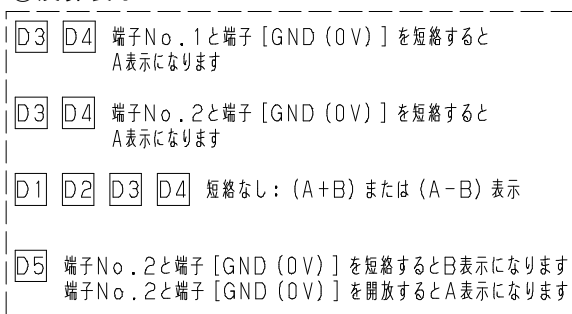 D3 D4 端子No.1と端子[GND(0V)]を短絡すると
A表示になります
D3 D4 端子No.2と端子[GND(0V)]を短絡すると
A表示になります
D1 D2 D3 D4 短絡なし:(A+B)または(A−B)表示
D5 端子No.2と端子[GND(0V)]を短絡するとB表示になります
端子No.2と端子[GND(0V)]を開放するとA表示になります